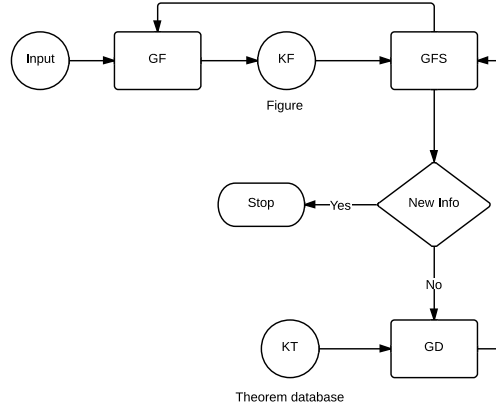 Input
GF
KF
GFS
Figure
New Info
Stop
Yes
No
KT
GD
Theorem database